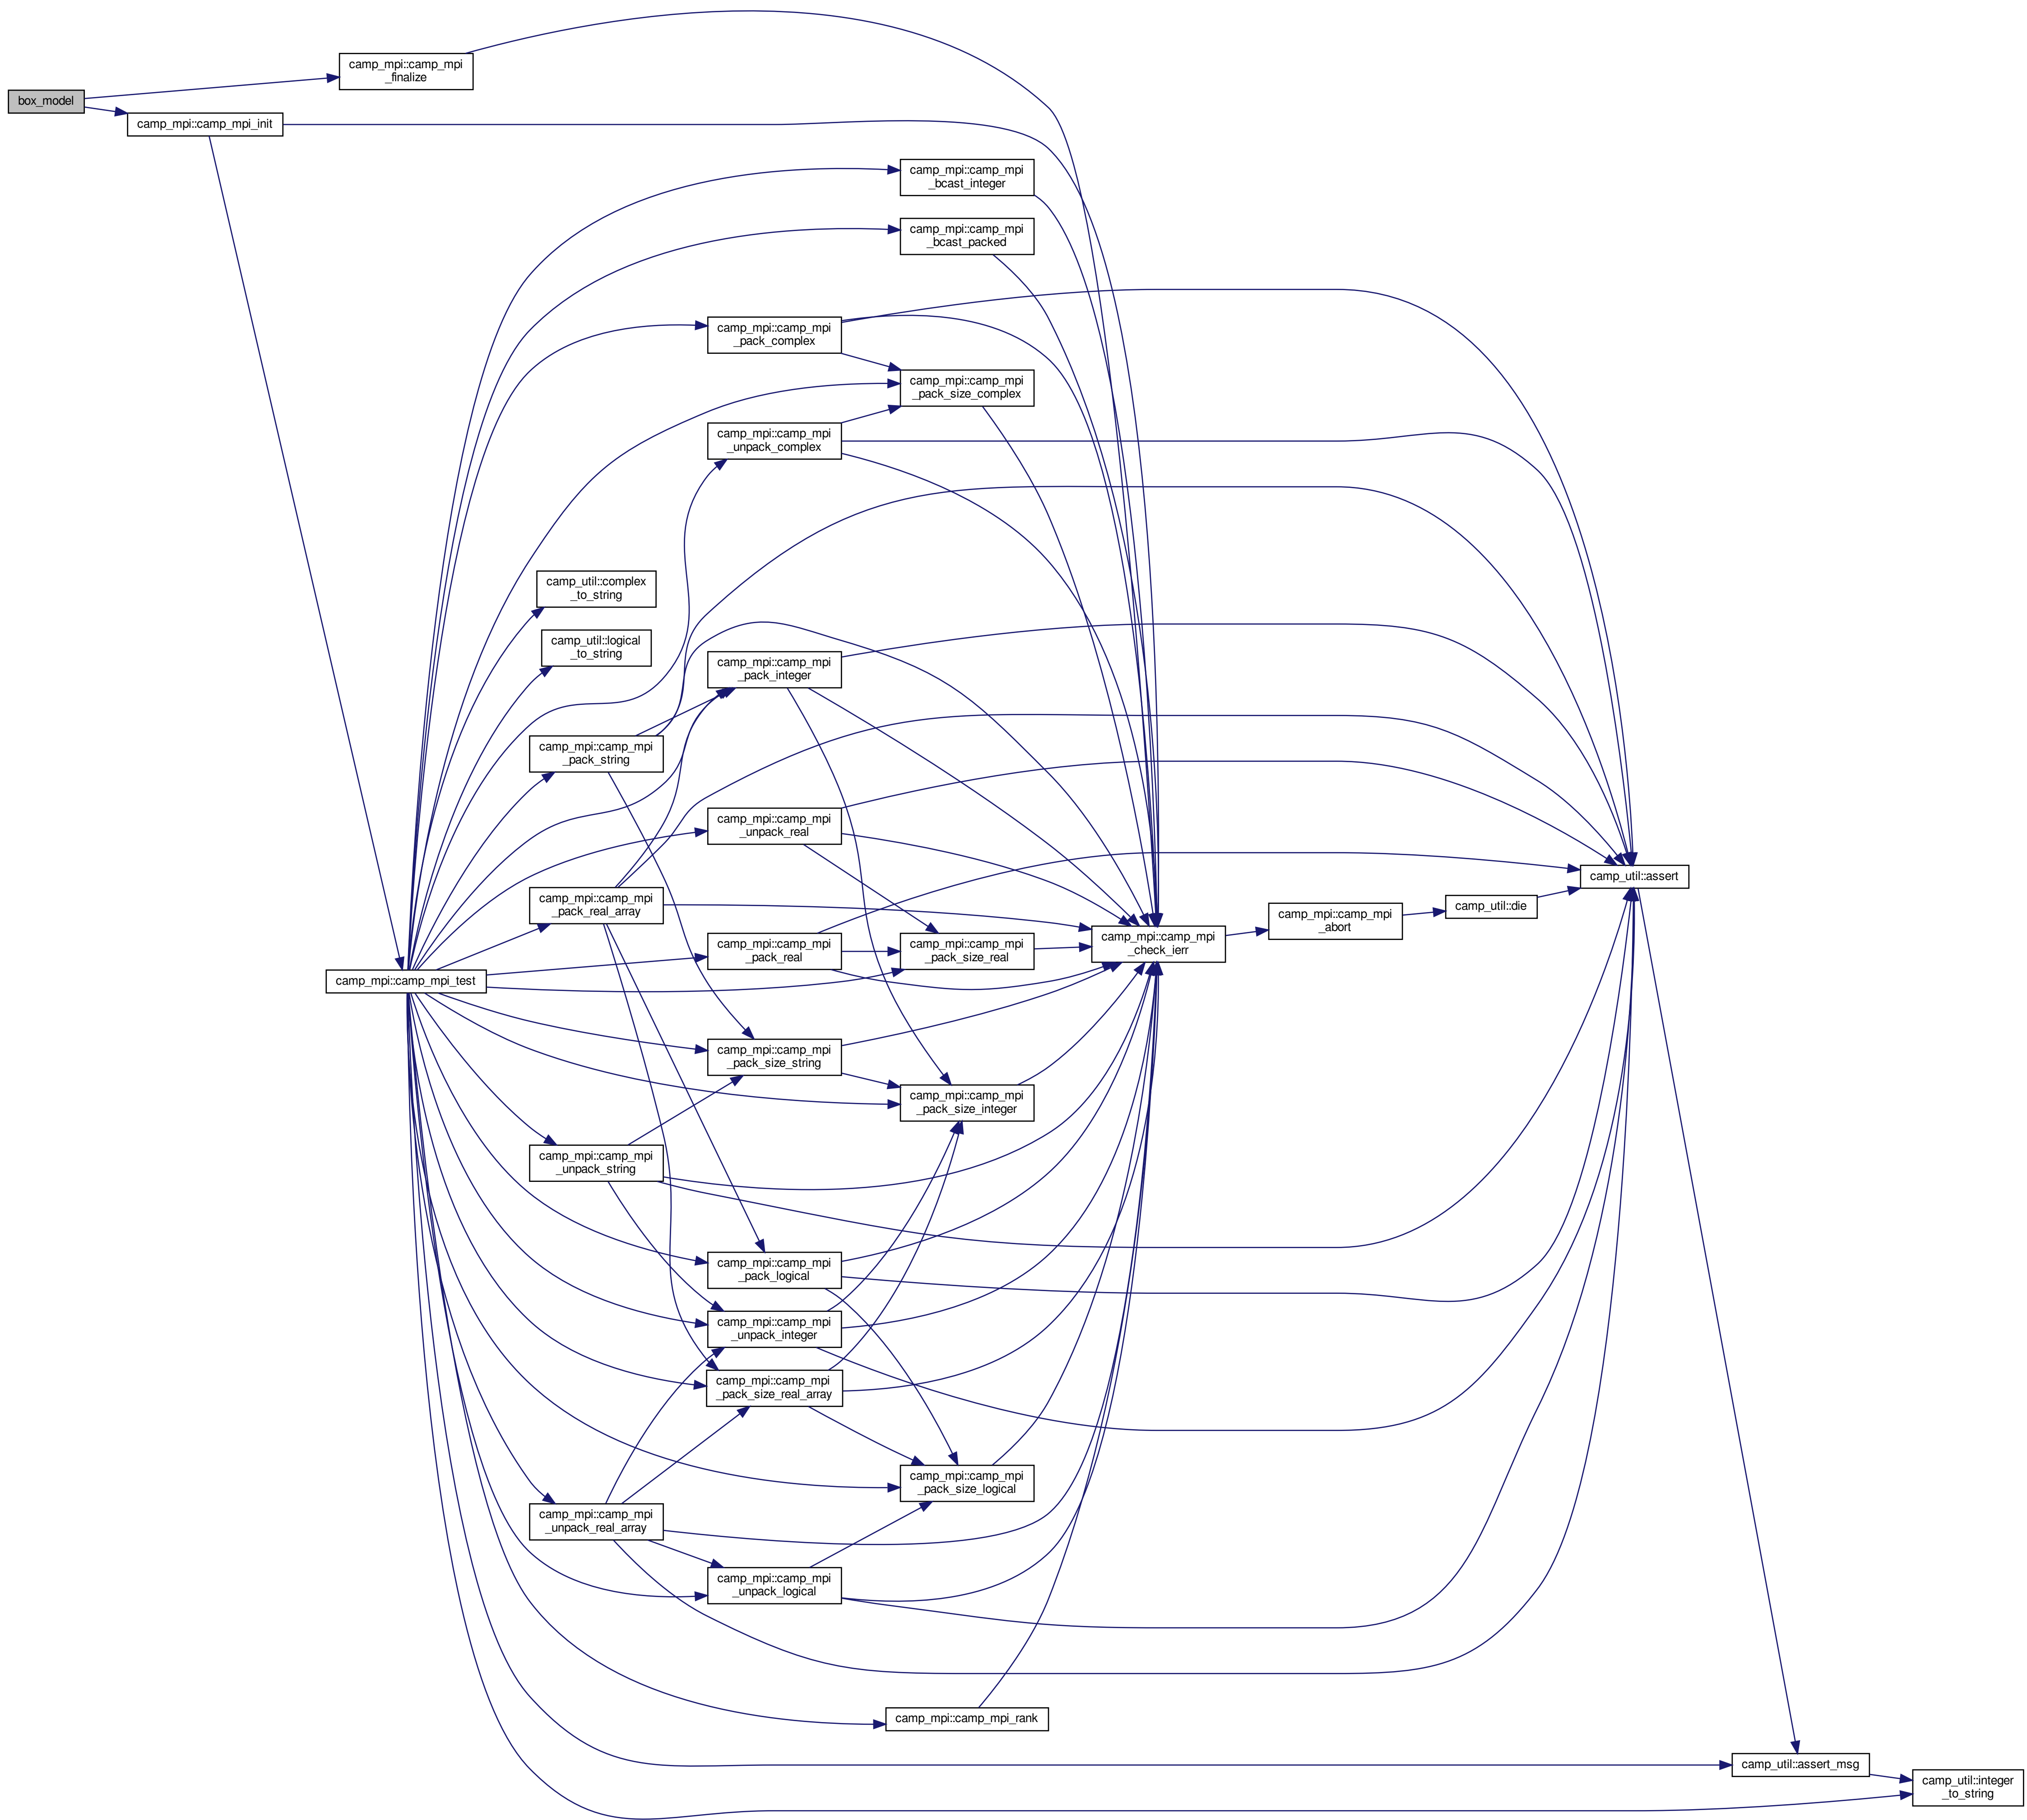 camp_mpi::camp_mpi
_finalize
box_model
camp_mpi::camp_mpi_init
camp_mpi::camp_mpi
_bcast_integer
camp_mpi::camp_mpi
_bcast_packed
camp_mpi::camp_mpi
_pack_complex
camp_mpi::camp_mpi
_pack_size_complex
camp_mpi::camp_mpi
_unpack_complex
camp_util::complex
_to_string
camp_util::logical
_to_string
camp_mpi::camp_mpi
_pack_integer
camp_mpi::camp_mpi
_pack_string
camp_mpi::camp_mpi
_unpack_real
camp_util::assert
camp_mpi::camp_mpi
_pack_real_array
camp_util::die
camp_mpi::camp_mpi
_abort
camp_mpi::camp_mpi
_check_ierr
camp_mpi::camp_mpi
_pack_real
camp_mpi::camp_mpi
_pack_size_real
camp_mpi::camp_mpi_test
camp_mpi::camp_mpi
_pack_size_string
camp_mpi::camp_mpi
_pack_size_integer
camp_mpi::camp_mpi
_unpack_string
camp_mpi::camp_mpi
_pack_logical
camp_mpi::camp_mpi
_unpack_integer
camp_mpi::camp_mpi
_pack_size_real_array
camp_mpi::camp_mpi
_pack_size_logical
camp_mpi::camp_mpi
_unpack_real_array
camp_mpi::camp_mpi
_unpack_logical
camp_mpi::camp_mpi_rank
camp_util::assert_msg
camp_util::integer
_to_string